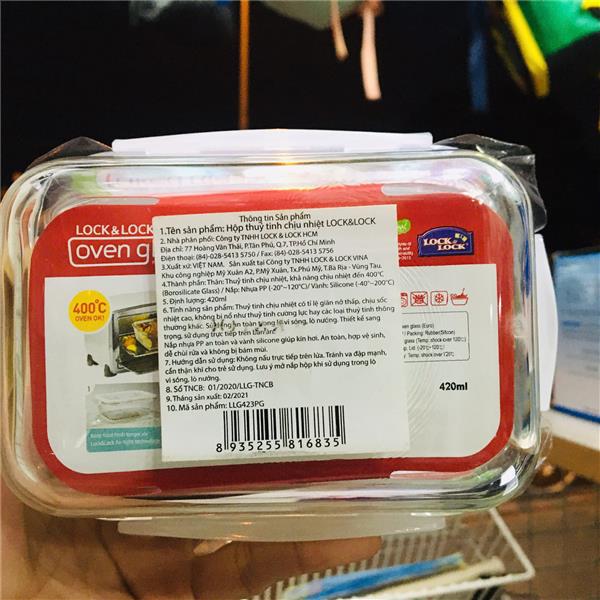 Thông tin Sản phẩm
1.Tên sản phẩm: Hộp thuỷ tinh chịu nhiệt LOCK&LOCK
2. Nhà phân phối: Công ty TNHH LOCK & LOCK HCM
Địa chỉ: 77 Hoàng Văn Thái, P.Tân Phú, Q.7, TP.Hồ Chí Minh
Điện thoại: (84)-028-5413 5750 / Fax: (84)-028-5413 5756
3.Xuất xứ: VIỆT NAM. Sản xuất tại Công ty TNHH LOCK & LOCK VINA
Khu công nghiệp Mỹ Xuân A2, P.Mỹ Xuân, Tx.Phú Mỹ, T.Bà Rịa - Vũng Tàu.
4.Thành phần: Thân: Thuỷ tinh chịu nhiệt, khả năng chịu nhiệt đến 400°C
(Borosilicate Glass) / Nắp: Nhựa PP (-20°~120°C)/ Vành: Silicone (-40°~200°C)
5. Định lượng: 420ml
6. Tính năng sản phẩm: Thuỷ tinh chịu nhiệt có tỉ lệ giãn nở thấp, chịu sốc
nhiệt cao, không bị nổ như thuỷ tinh cường lực hay các loại thuỷ tinh thông
thường khác. Sử dụng an toàn trong lò vi sóng, lò nướng. Thiết kế sang
trọng, sử dụng trực tiếp trên bàn ăn.
Nắp nhựa PP an toàn và vành silicone giúp kín hơi. An toàn, hợp vệ sinh,
dễ chùi rửa và không bị bám mùi.
7. Hướng dẫn sử dụng: Không nấu trực tiếp trên lửa. Tránh va đập mạnh,
cẩn thận khi cho trẻ sử dụng. Lưu ý mở nắp hộp khi sử dụng trong lò
vi sóng, lò nướng.
8. Số TNCB: 01/2020/LLG-TNCB
9. Tháng sản xuất: 02/2021
10. Mã sản phẩm: LLG423PG
8 935255 816835
LOCK & LOCK
oven g
400°C
OVEN OK!
LOCK & LOCK
420ml